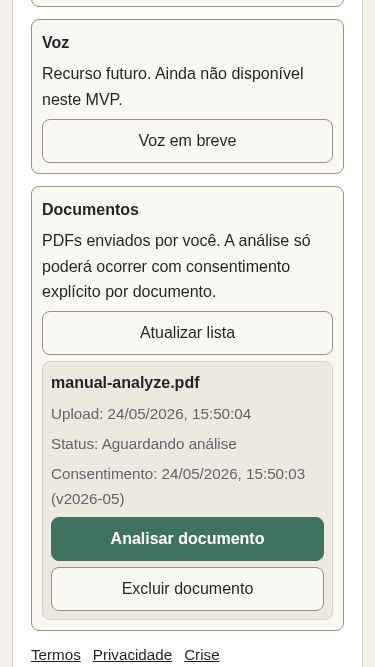 Voz
Recurso futuro. Ainda não disponível
neste MVP.
Voz em breve
Documentos
PDFs enviados por você. A análise só
poderá ocorrer com consentimento
explícito por documento.
Atualizar lista
manual-analyze.pdf
Upload: 24/05/2026, 15:50:04
Status: Aguardando análise
Consentimento: 24/05/2026, 15:50:03
(v2026-05)
Analisar documento
Excluir documento
Termos Privacidade Crise